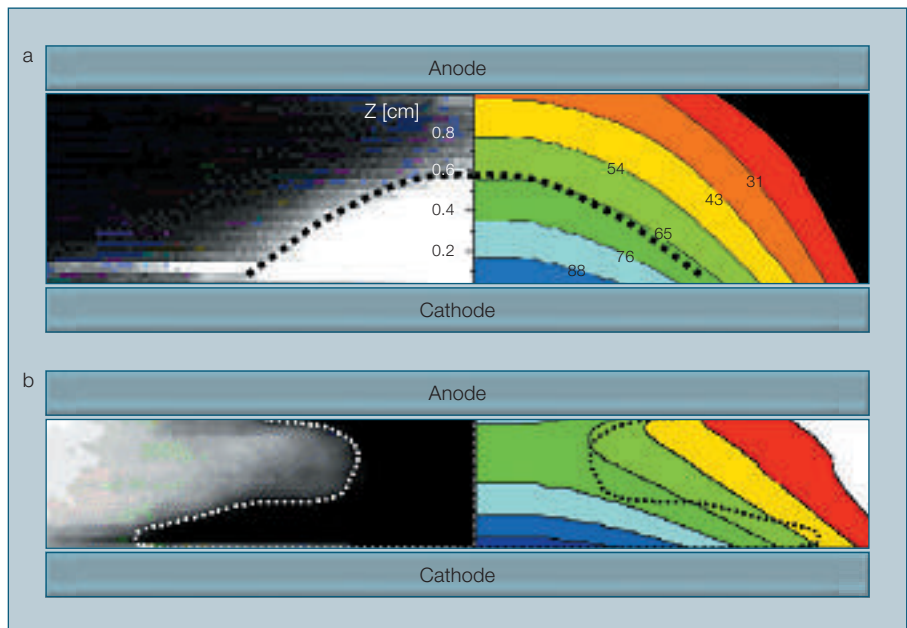 a
Anode
Z [cm]
0.8
0.6
0.4
0.2
54
31
43
65
76
88
Cathode
b
Anode
Cathode